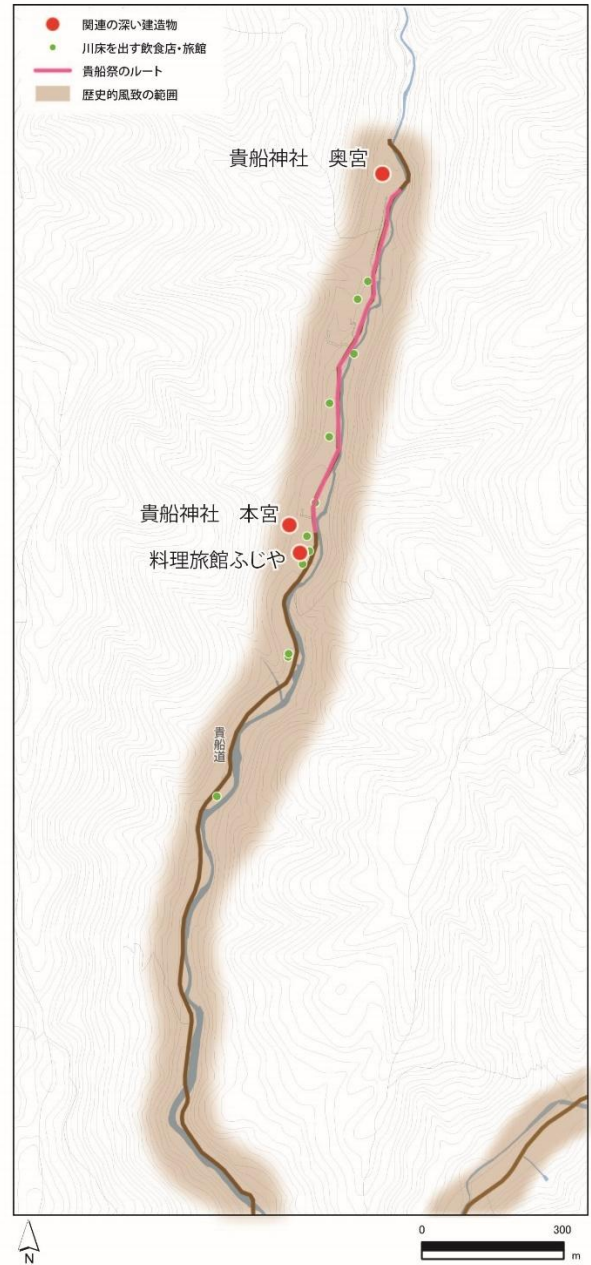 関連の深い建造物
川床を出す飲食店・旅館
貴船祭のルート
歴史的風致の範囲
貴船神社　奥宮
貴船神社　本宮
料理旅館ふじや
貴船道
0 300
m
N